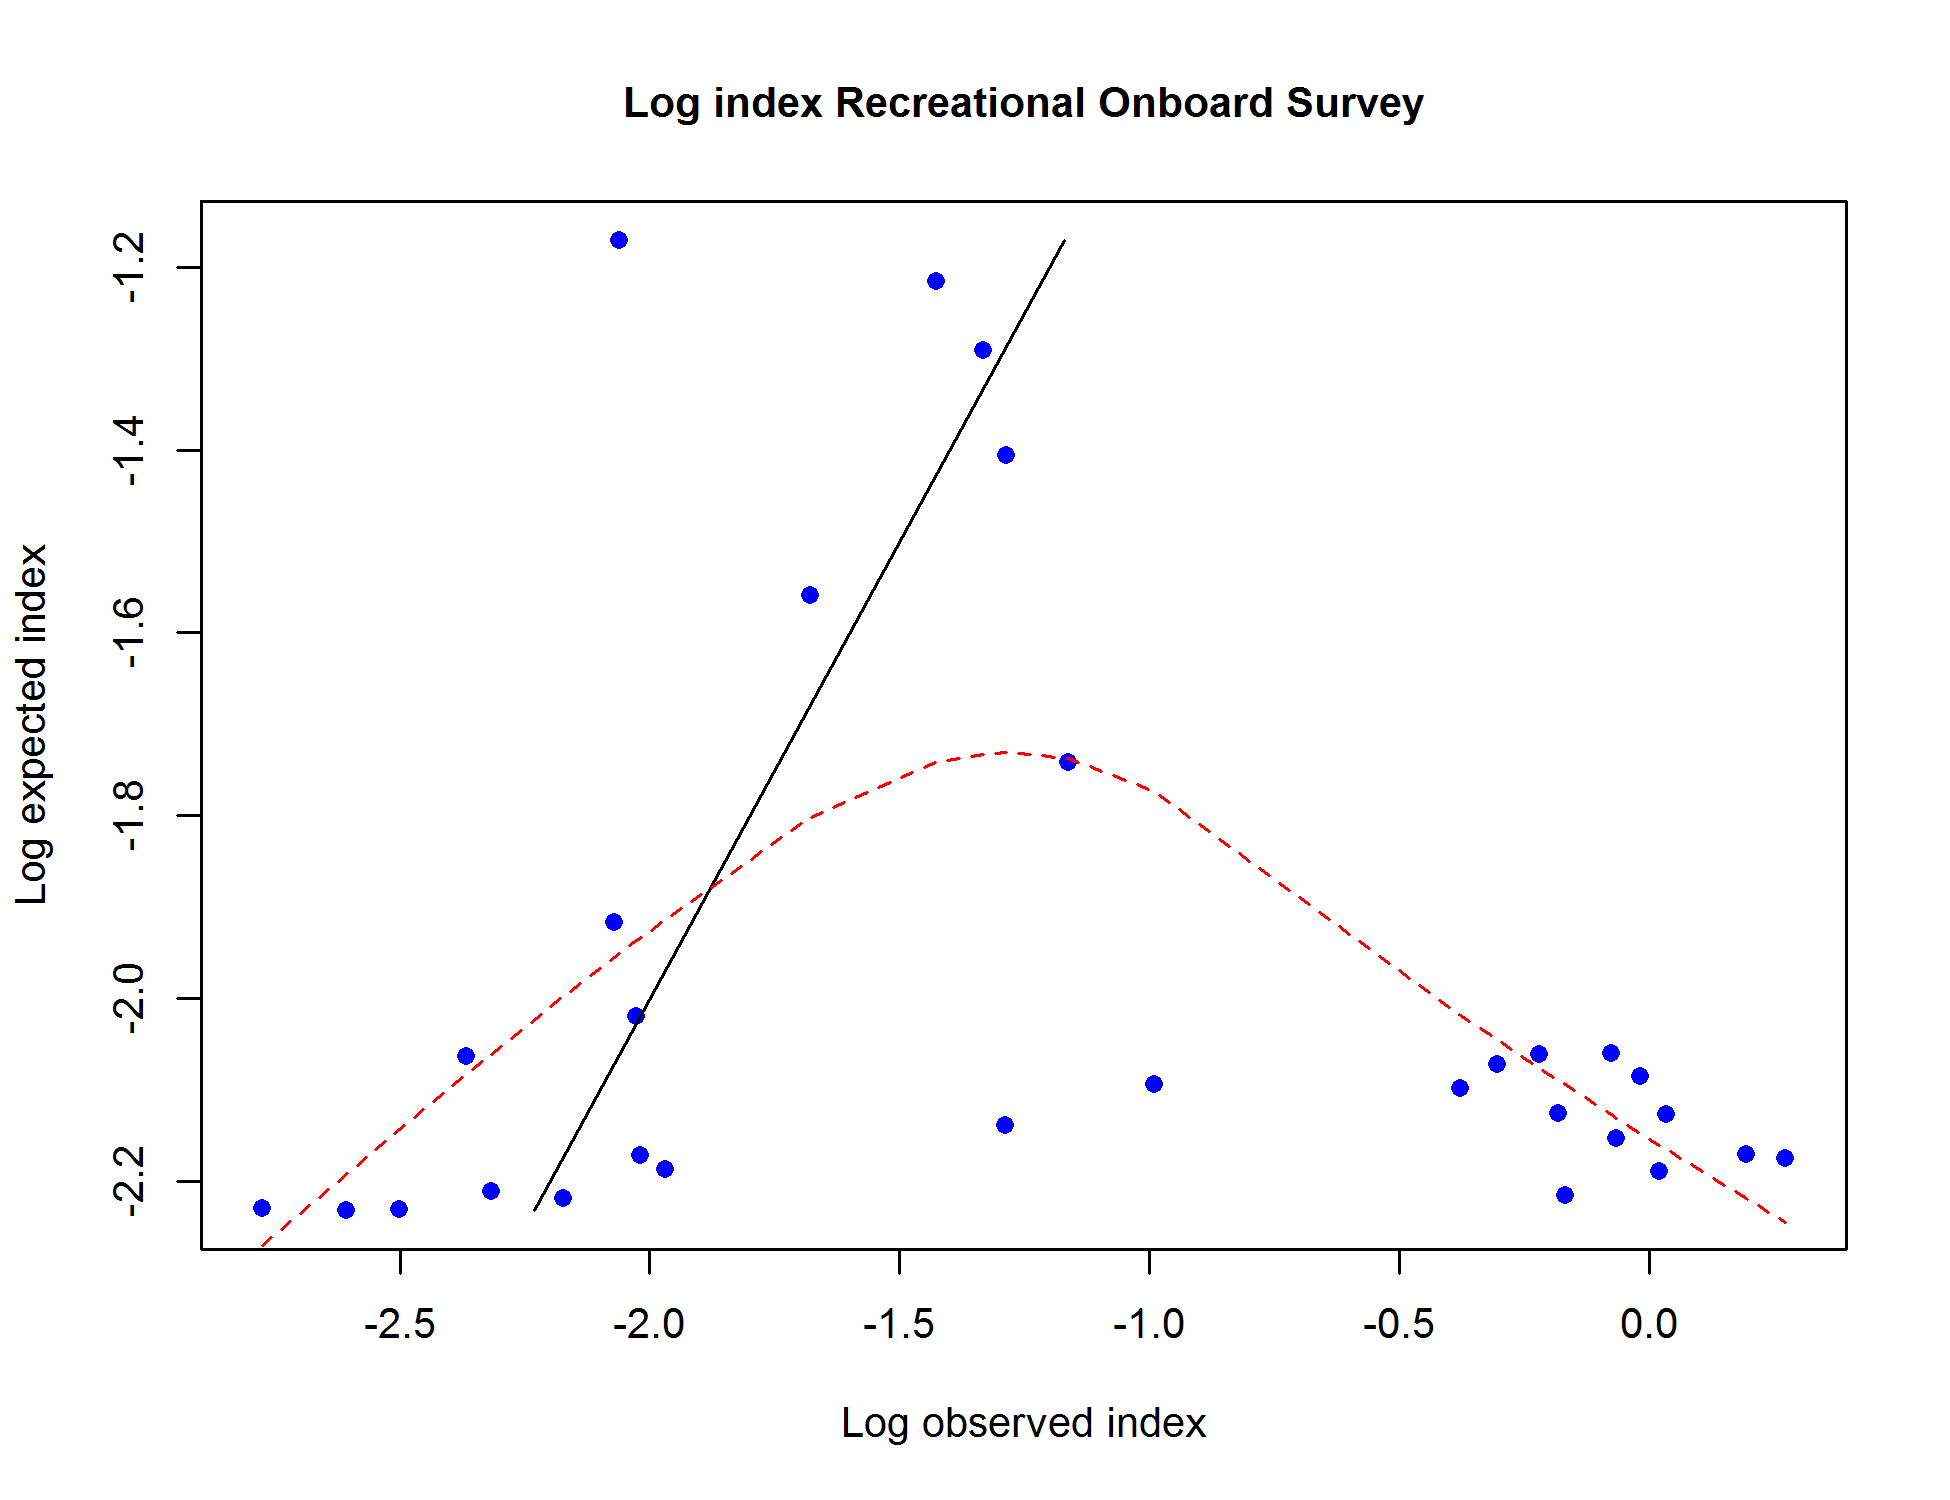 Log index Recreational Onboard Survey
Log expected index
-1.2
-1.4
-1.6
-1.8
-2.0
-2.2
-2.5 -2.0 -1.5 -1.0 -0.5 0.0
Log observed index